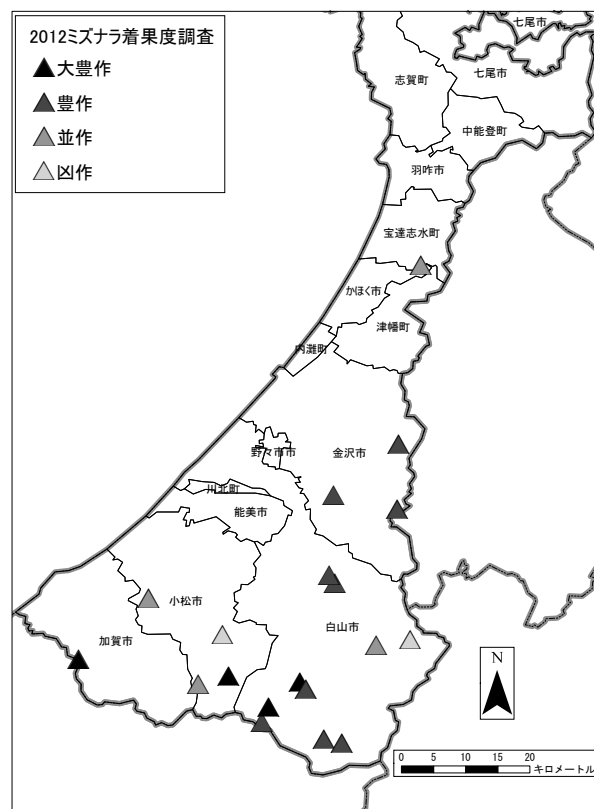 2012ミズナラ着果度調査
大豊作
豊作
並作
凶作
七尾市
七尾市
志賀町
中能登町
羽咋市
宝達志水町
かほく市
津幡町
内灘町
野々市市
金沢市
川北町
能美市
小松市
白山市
加賀市
N
0 5 10 15 20
キロメートル